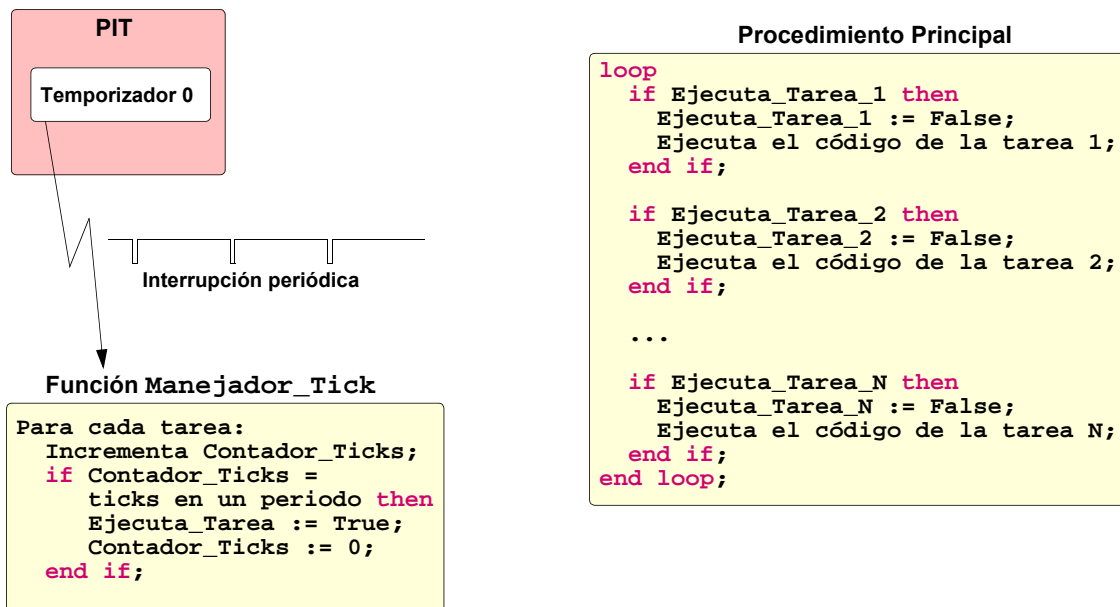 PIT
Temporizador 0
Interrupción periódica
Función Manejador_Tick
Para cada tarea:
Incrementa Contador_Ticks;
if Contador_Ticks =
ticks en un periodo then
Ejecuta_Tarea := True;
Contador_Ticks := 0;
end if;
Procedimiento Principal
loop
if Ejecuta_Tarea_1 then
Ejecuta_Tarea_1 := False;
Ejecuta el código de la tarea 1;
end if;
if Ejecuta_Tarea_2 then
Ejecuta_Tarea_2 := False;
Ejecuta el código de la tarea 2;
end if;
...
if Ejecuta_Tarea_N then
Ejecuta_Tarea_N := False;
Ejecuta el código de la tarea N;
end if;
end loop;